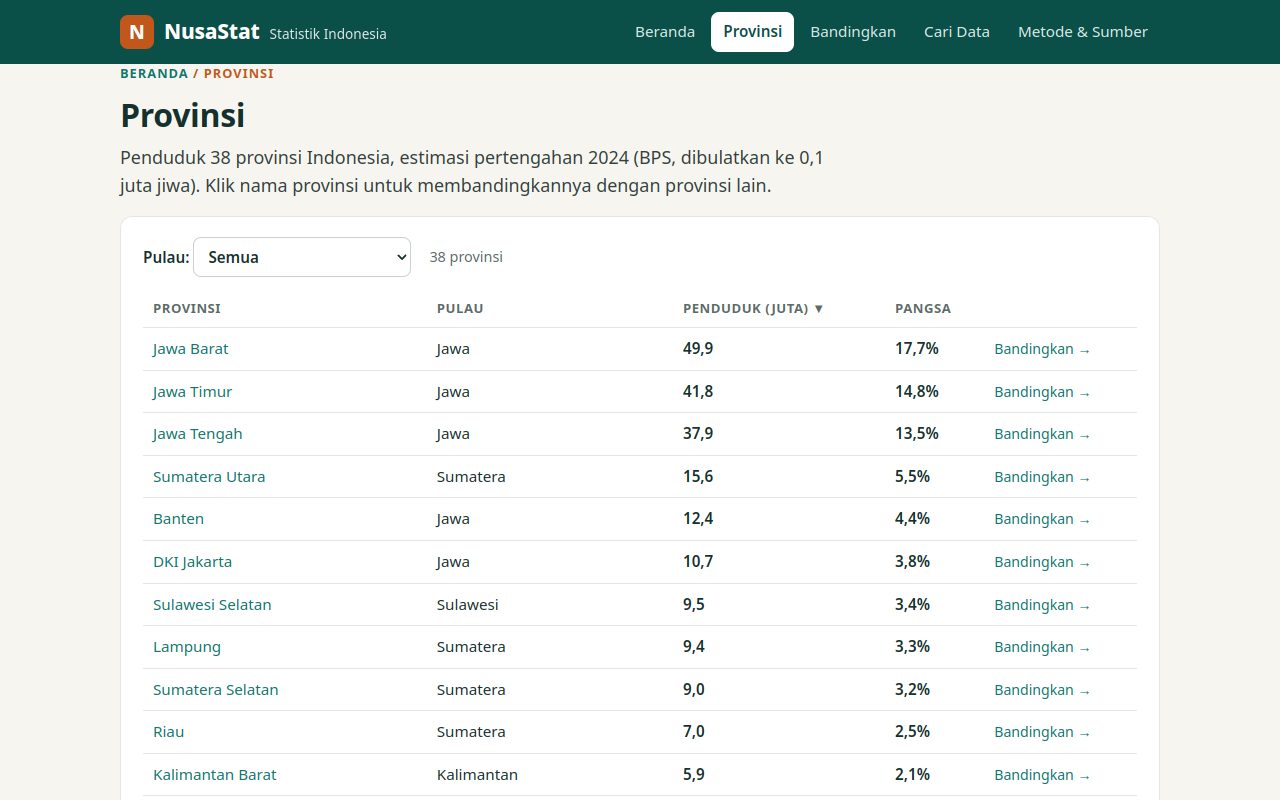 N NusaStat Statistik Indonesia Beranda Provinsi Bandingkan Cari Data Metode & Sumber
BERANDA / PROVINSI
Provinsi
Penduduk 38 provinsi Indonesia, estimasi pertengahan 2024 (BPS, dibulatkan ke 0,1
juta jiwa). Klik nama provinsi untuk membandingkannya dengan provinsi lain.
Pulau: Semua 38 provinsi
PROVINSI PULAU PENDUDUK (JUTA) ▼ PANGSA
Jawa Barat Jawa 49,9 17,7% Bandingkan →
Jawa Timur Jawa 41,8 14,8% Bandingkan →
Jawa Tengah Jawa 37,9 13,5% Bandingkan →
Sumatera Utara Sumatera 15,6 5,5% Bandingkan →
Banten Jawa 12,4 4,4% Bandingkan →
DKI Jakarta Jawa 10,7 3,8% Bandingkan →
Sulawesi Selatan Sulawesi 9,5 3,4% Bandingkan →
Lampung Sumatera 9,4 3,3% Bandingkan →
Sumatera Selatan Sumatera 9,0 3,2% Bandingkan →
Riau Sumatera 7,0 2,5% Bandingkan →
Kalimantan Barat Kalimantan 5,9 2,1% Bandingkan →